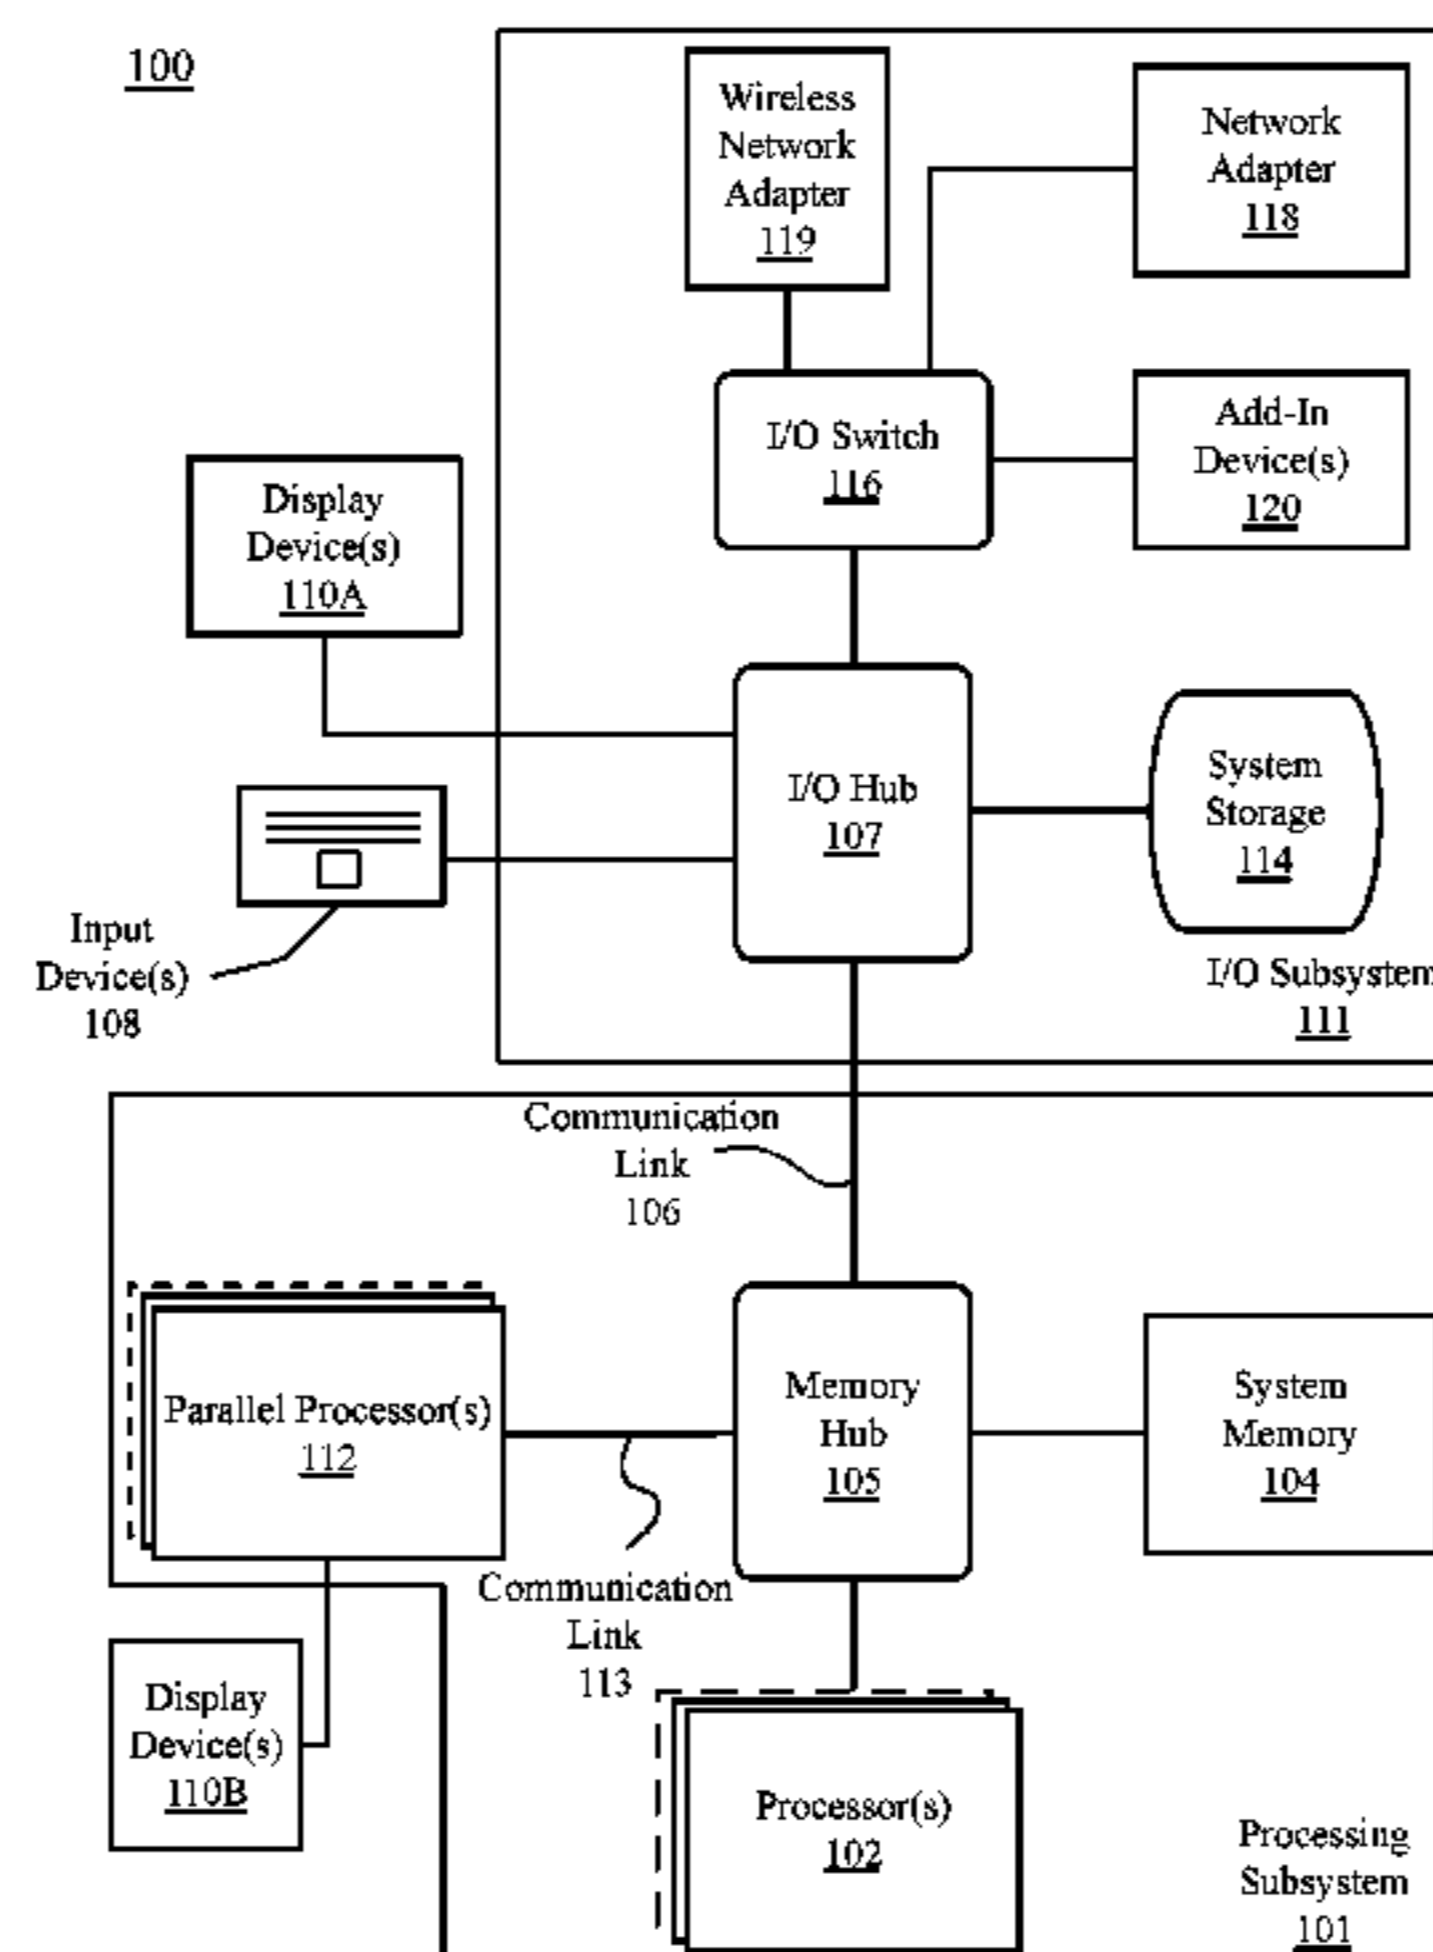 100
Wireless
Network
Adapter
119
Network
Adapter
118
I/O Switch
116
Add-In
Device(s)
120
Display
Device(s)
110A
I/O Hub
107
System
Storage
114
Input
Device(s)
108
I/O Subsystem
111
Communication
Link
106
Parallel Processor(s)
112
Memory
Hub
105
System
Memory
104
Communication
Link
113
Display
Device(s)
110B
Processor(s)
102
Processing
Subsystem
101